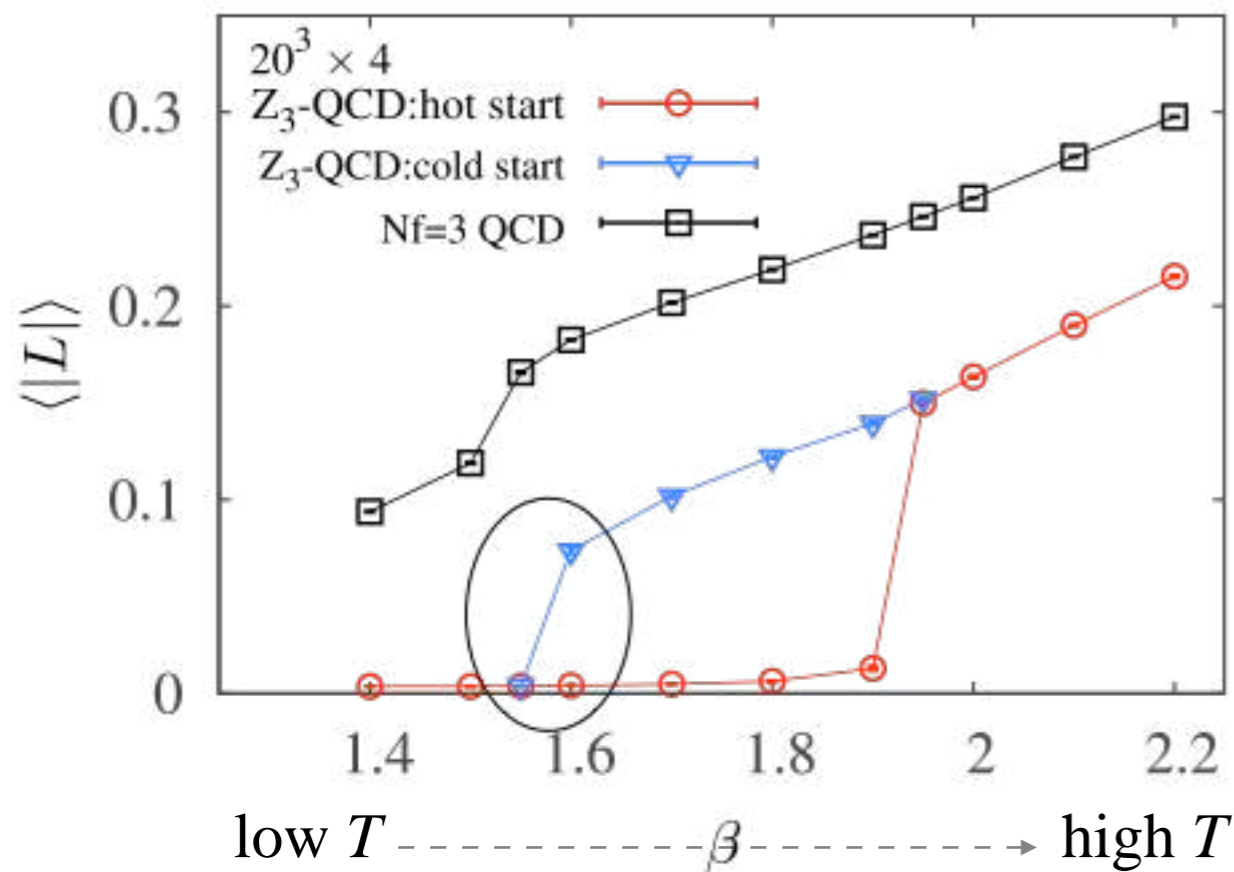 20³ × 4
Z₃-QCD:hot start
Z₃-QCD:cold start
Nf=3 QCD
0.3
0.2
0.1
0
⟨|L|⟩
1.4 1.6 1.8 2 2.2
low T β high T